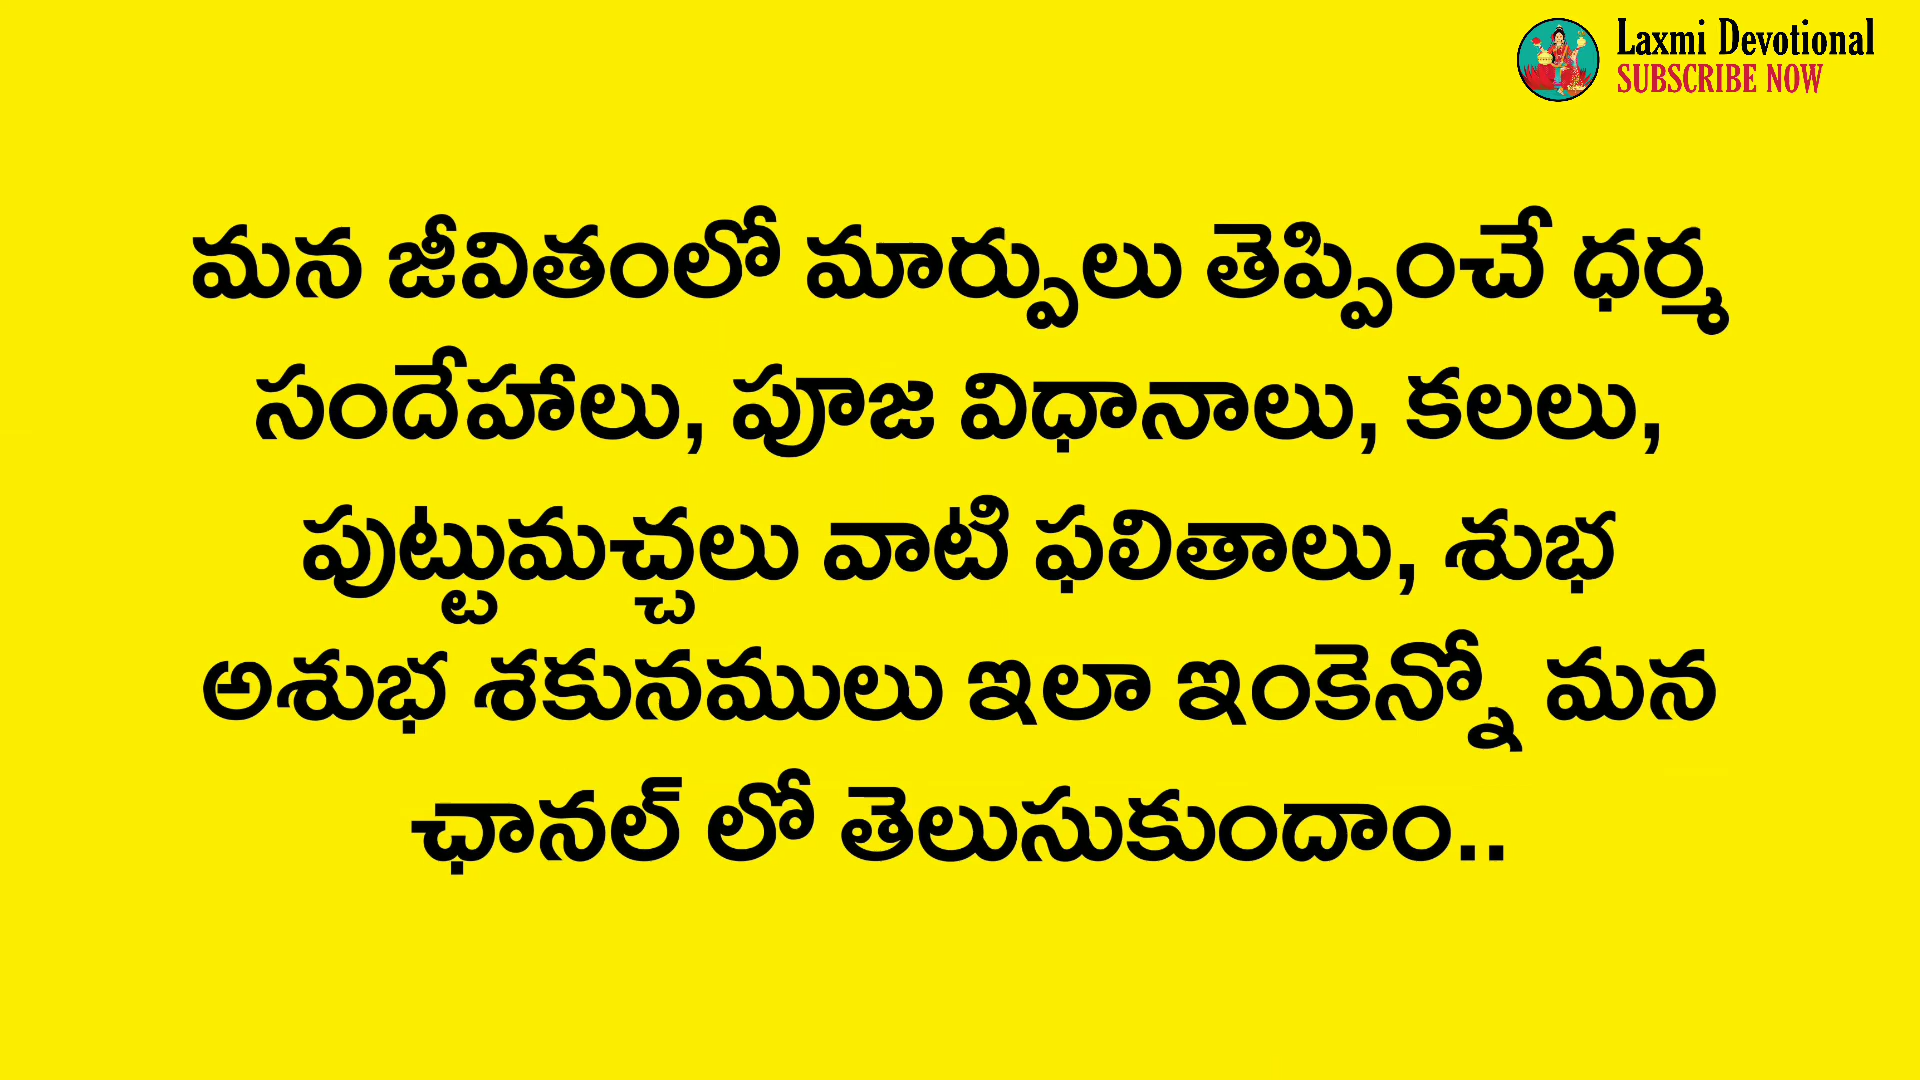 Laxmi Devotional
SUBSCRIBE NOW
మన జీవితంలో మార్పులు తెప్పించే ధర్మ
సందేహాలు, పూజ విధానాలు, కలలు,
పుట్టుమచ్చలు వాటి ఫలితాలు, శుభ
అశుభ శకునములు ఇలా ఇంకెన్నో మన
ఛానల్ లో తెలుసుకుందాం..